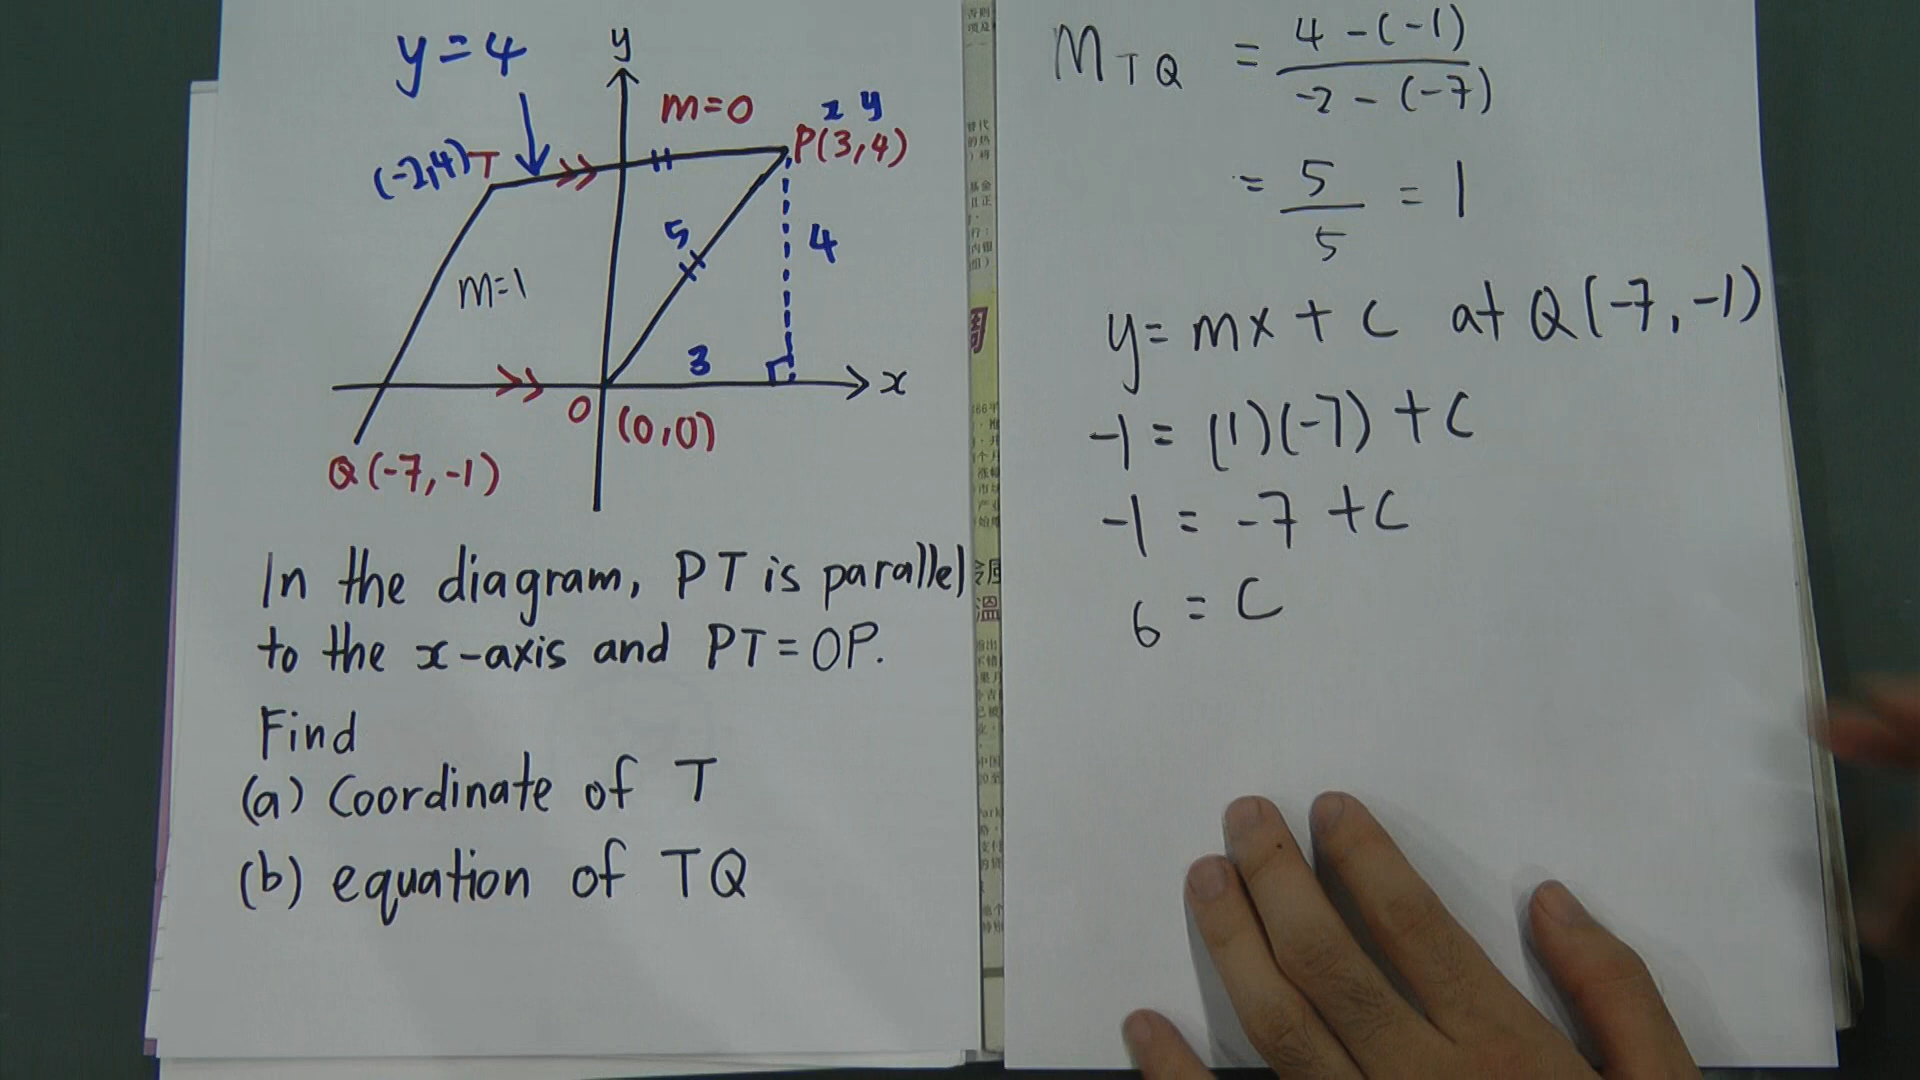 y=4
y
m=0
x y
(-2,4) T
P(3,4)
5
4
m=1
3
x
O
(0,0)
Q(-7,-1)
In the diagram, PT is parallel
to the x-axis and PT=OP.
Find
(a) Coordinate of T
(b) equation of TQ
M TQ = 4-(-1)
-2-(-7)
= 5 = 1
5
y=mx+c at Q(-7,-1)
-1=(1)(-7)+c
-1=-7+c
6=c